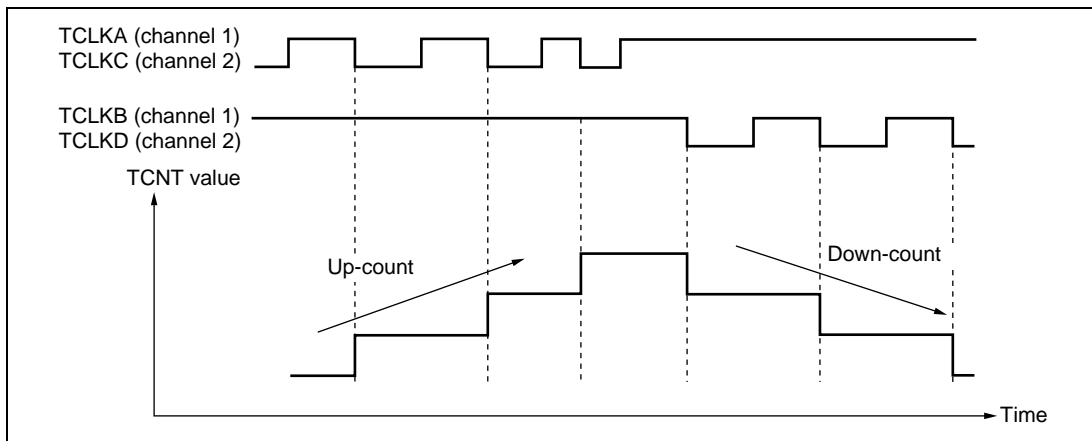 TCLKA (channel 1)
TCLKC (channel 2)
TCLKB (channel 1)
TCLKD (channel 2)
TCNT value
Up-count
Down-count
Time